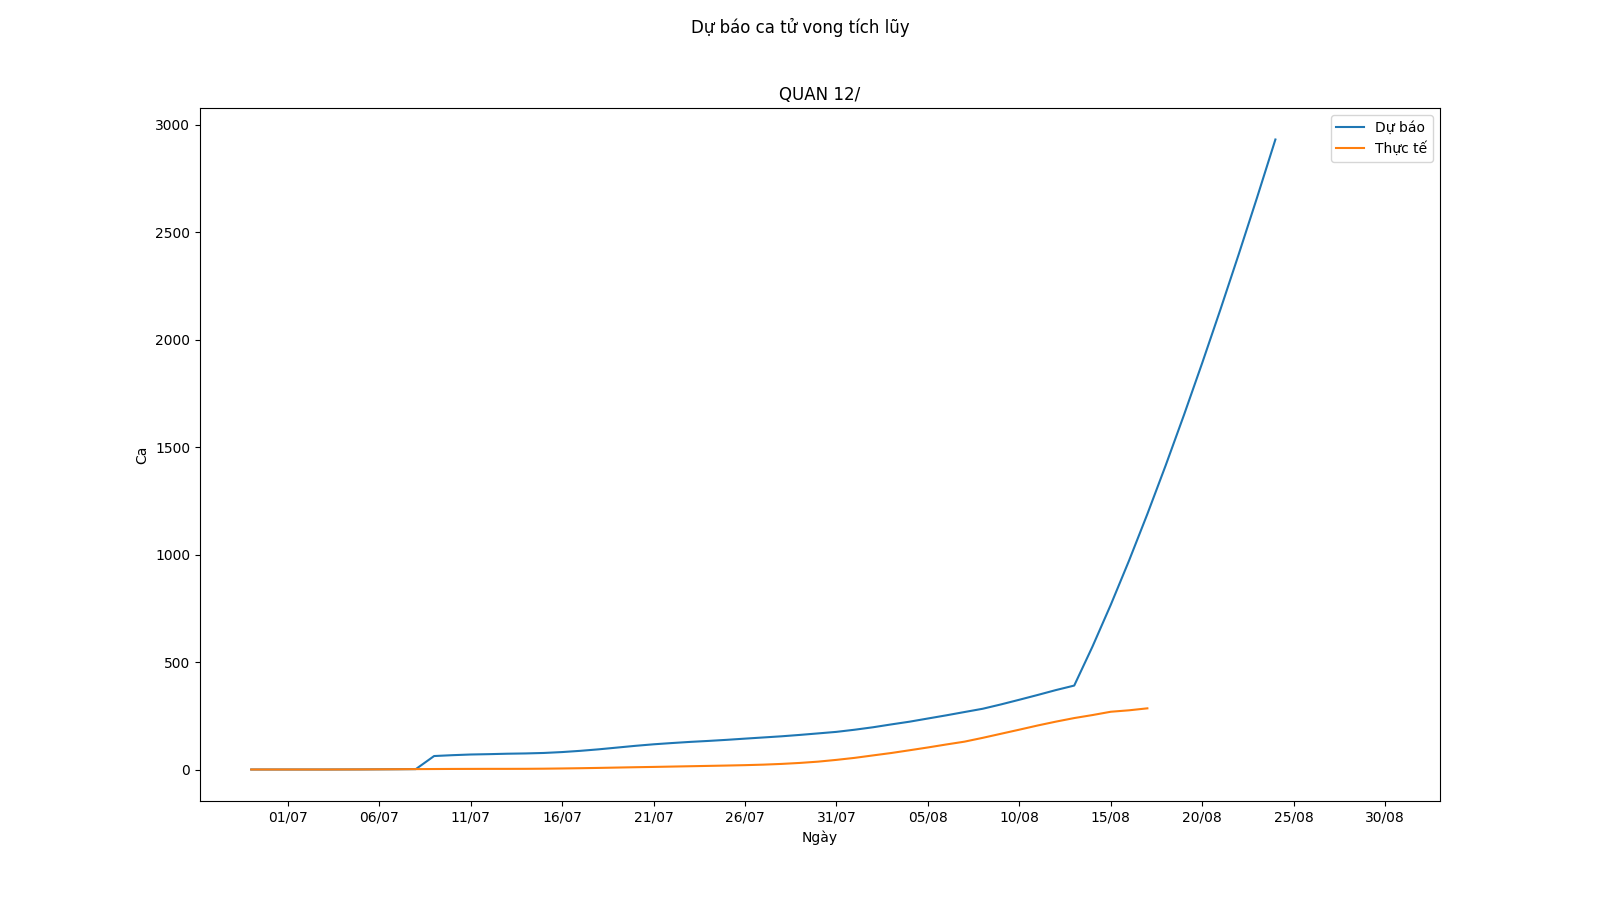 Dự báo ca tử vong tích lũy
QUAN 12/
Dự báo
Thực tế
3000
2500
2000
1500
1000
500
0
Ca
01/07 06/07 11/07 16/07 21/07 26/07 31/07 05/08 10/08 15/08 20/08 25/08 30/08
Ngày